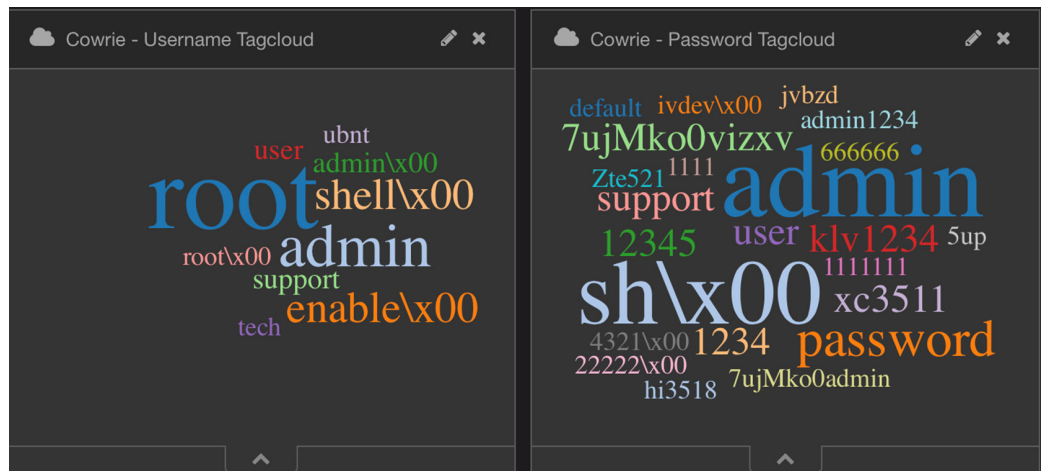 Cowrie - Username Tagcloud
ubnt
user
admin\x00
root
shell\x00
admin
root\x00
support
enable\x00
tech
Cowrie - Password Tagcloud
jvbzd
default
ivdev\x00
admin1234
7ujMko0vizxv
666666
1111
Zte521
admin
support
user
klv1234
5up
12345
1111111
sh\x00
xc3511
4321\x00
1234
password
22222\x00
7ujMko0admin
hi3518